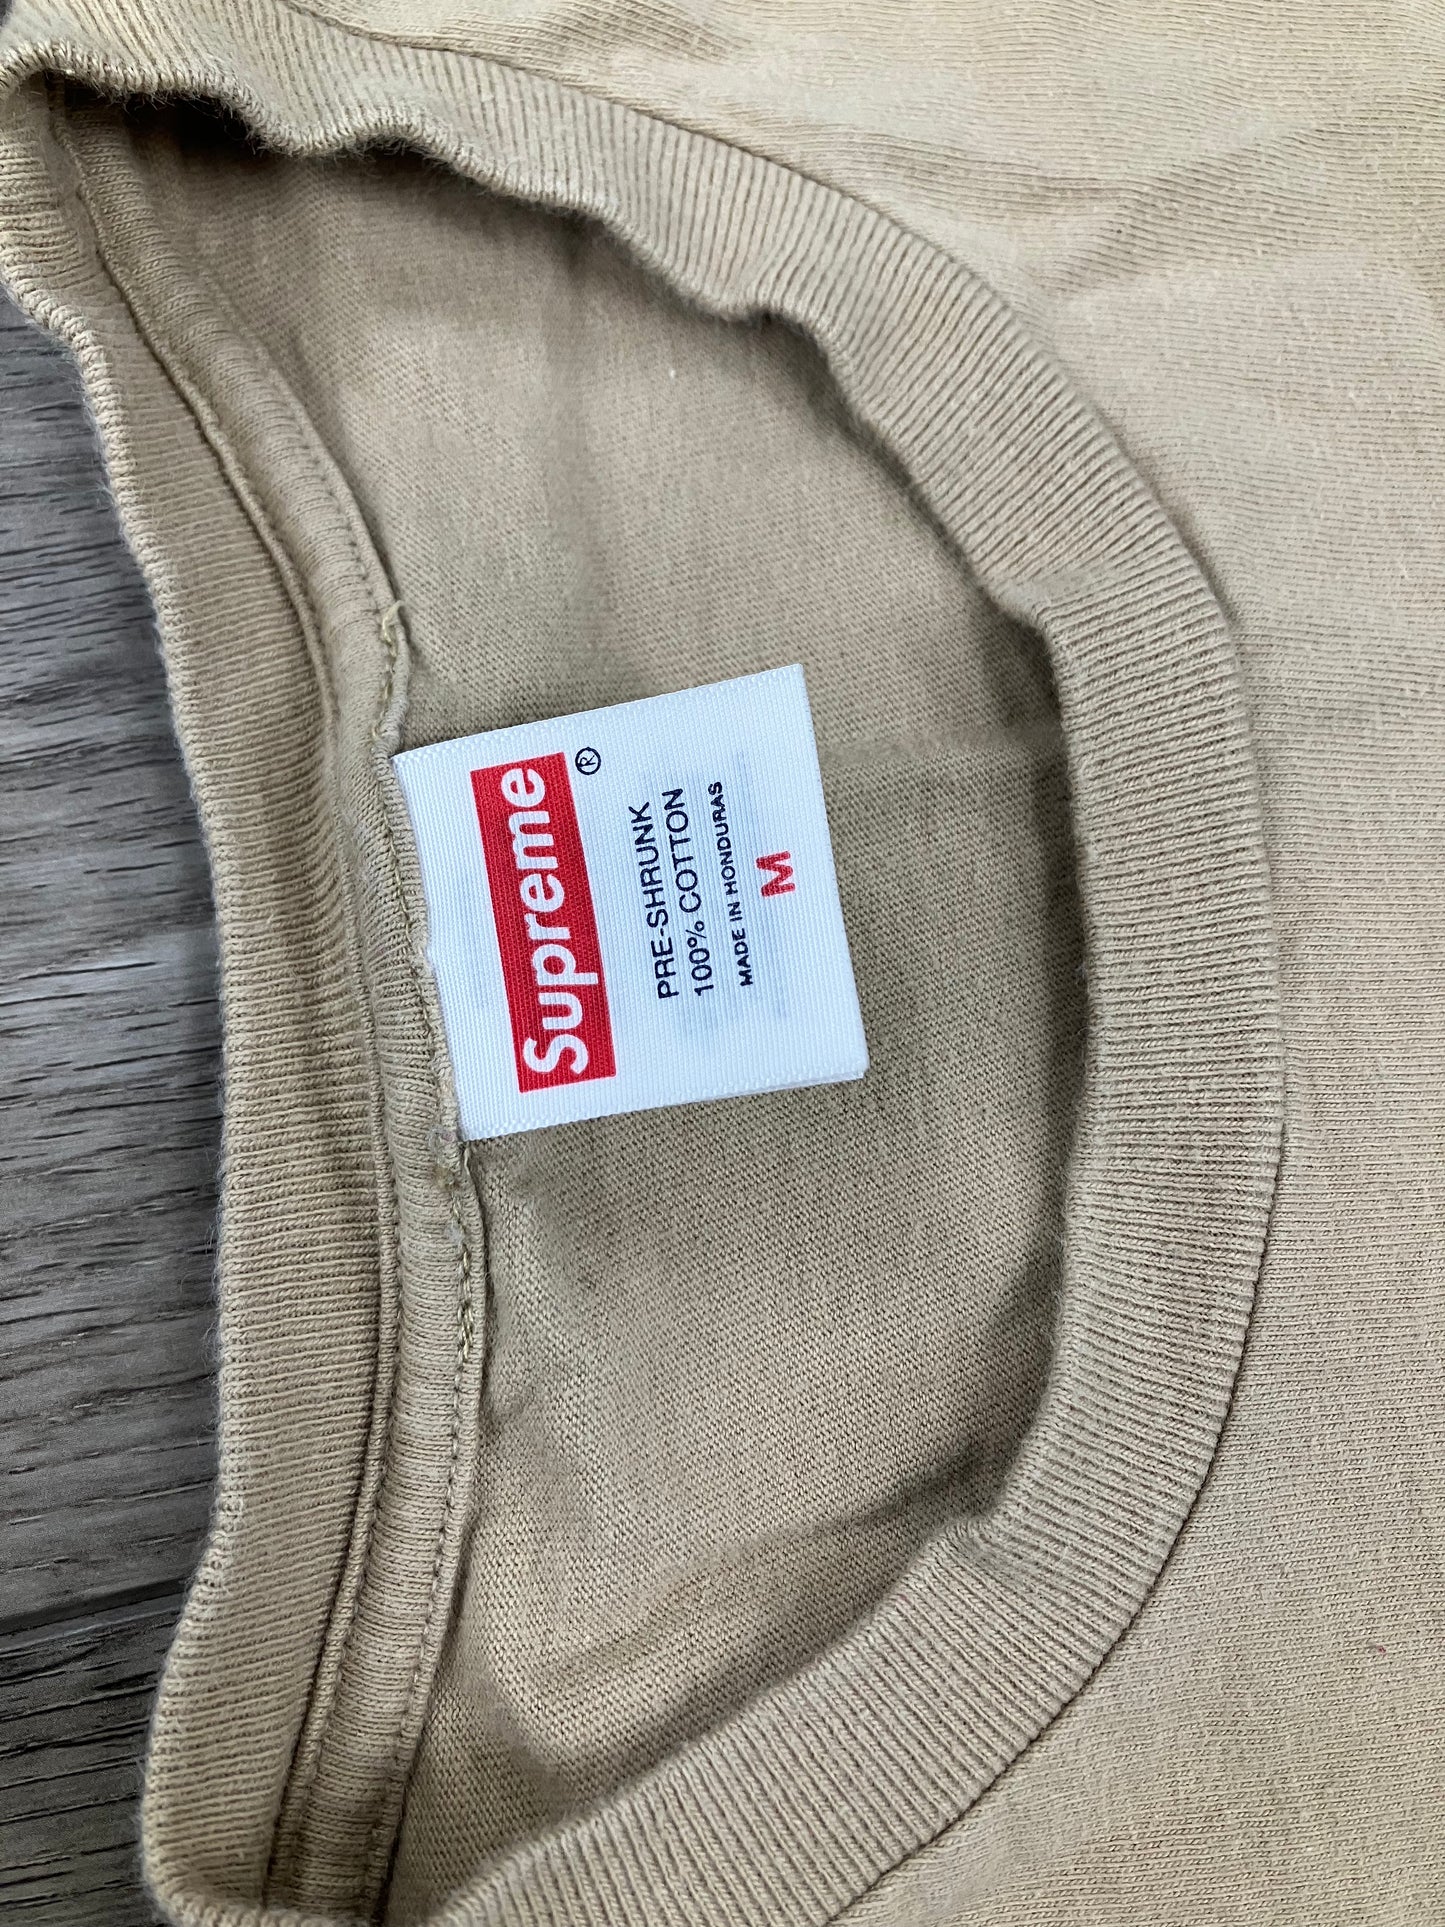 Supreme®
PRE-SHRUNK
100% COTTON
MADE IN HONDURAS
M